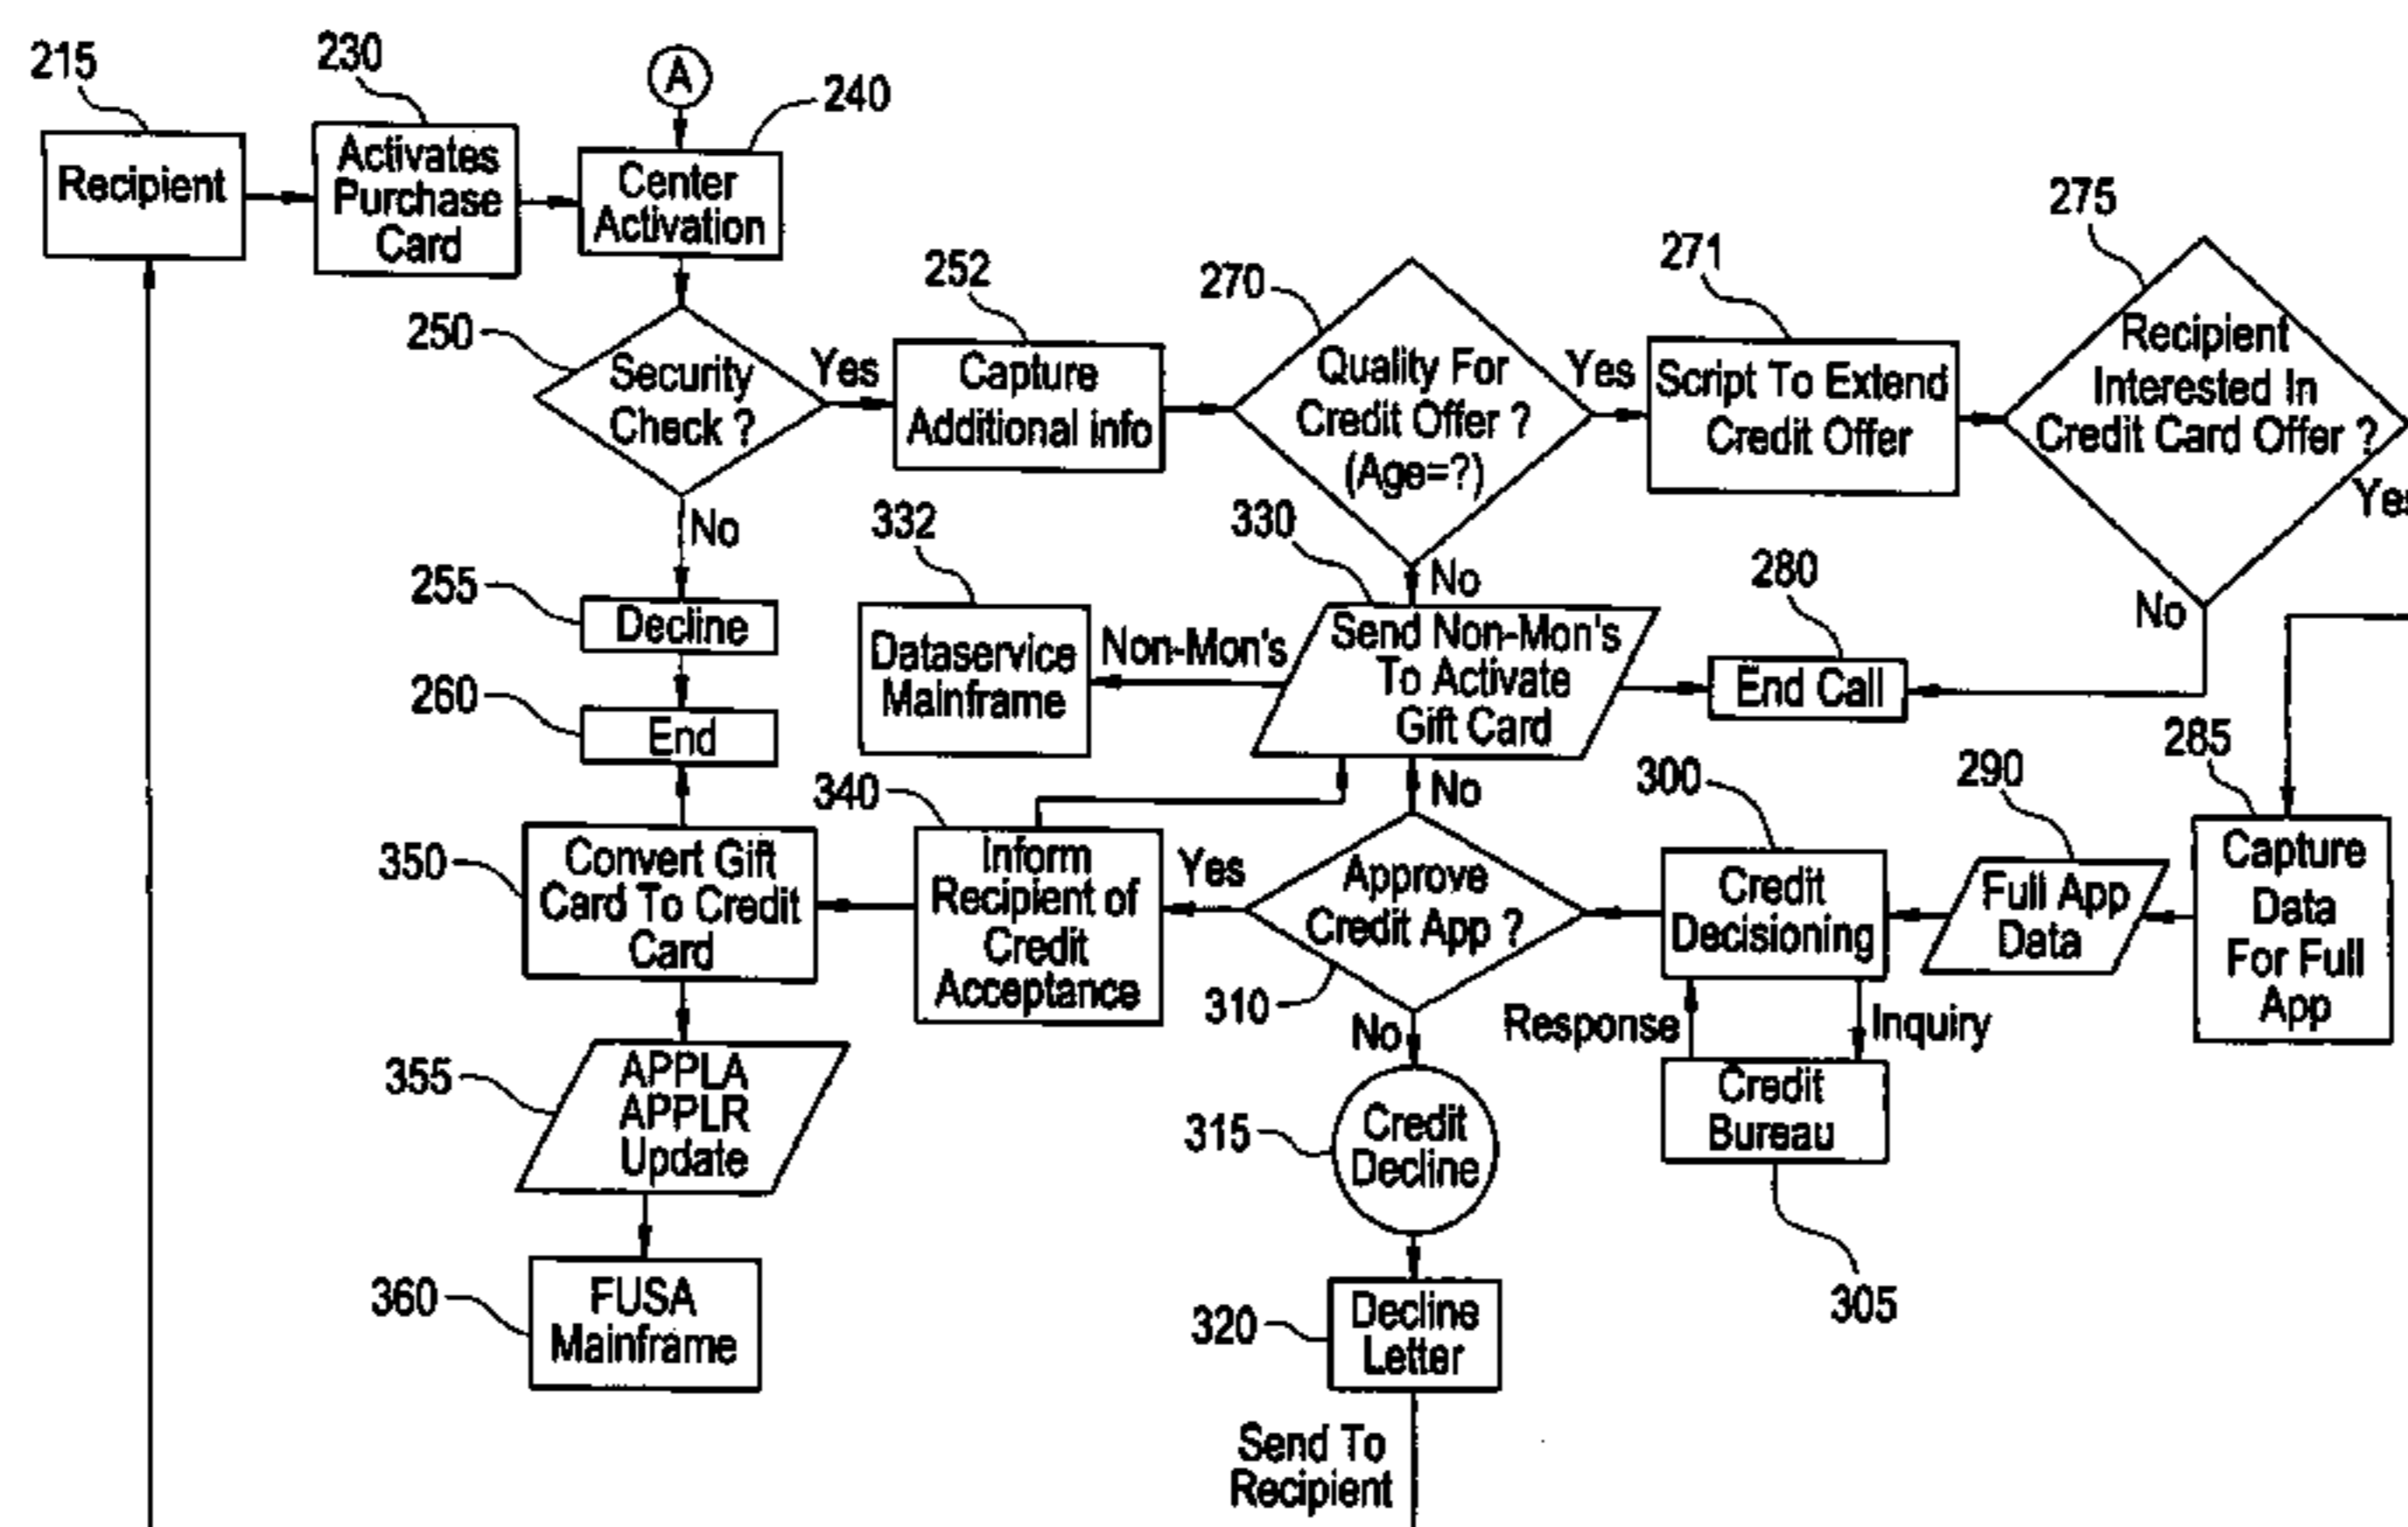 215
230
A
240
Recipient
Activates
Purchase
Card
Center
Activation
275
271
252
270
250
Security
Check ?
Yes
Capture
Additional info
Quality For
Credit Offer ?
(Age=?)
Yes
Script To Extend
Credit Offer
Recipient
Interested In
Credit Card Offer ?
Yes
No
332
330
No
280
No
255
Decline
Dataservice
Mainframe
Non-Mon's
Send Non-Mon's
To Activate
Gift Card
End Call
260
End
285
340
No
300
290
350
Convert Gift
Card To Credit
Card
Inform
Recipient of
Credit
Acceptance
Yes
Approve
Credit App ?
Credit
Decisioning
Full App
Data
Capture
Data
For Full
App
310
No
Response
Inquiry
355
APPLA
APPLR
Update
315
Credit
Decline
Credit
Bureau
360
FUSA
Mainframe
320
Decline
Letter
305
Send To
Recipient